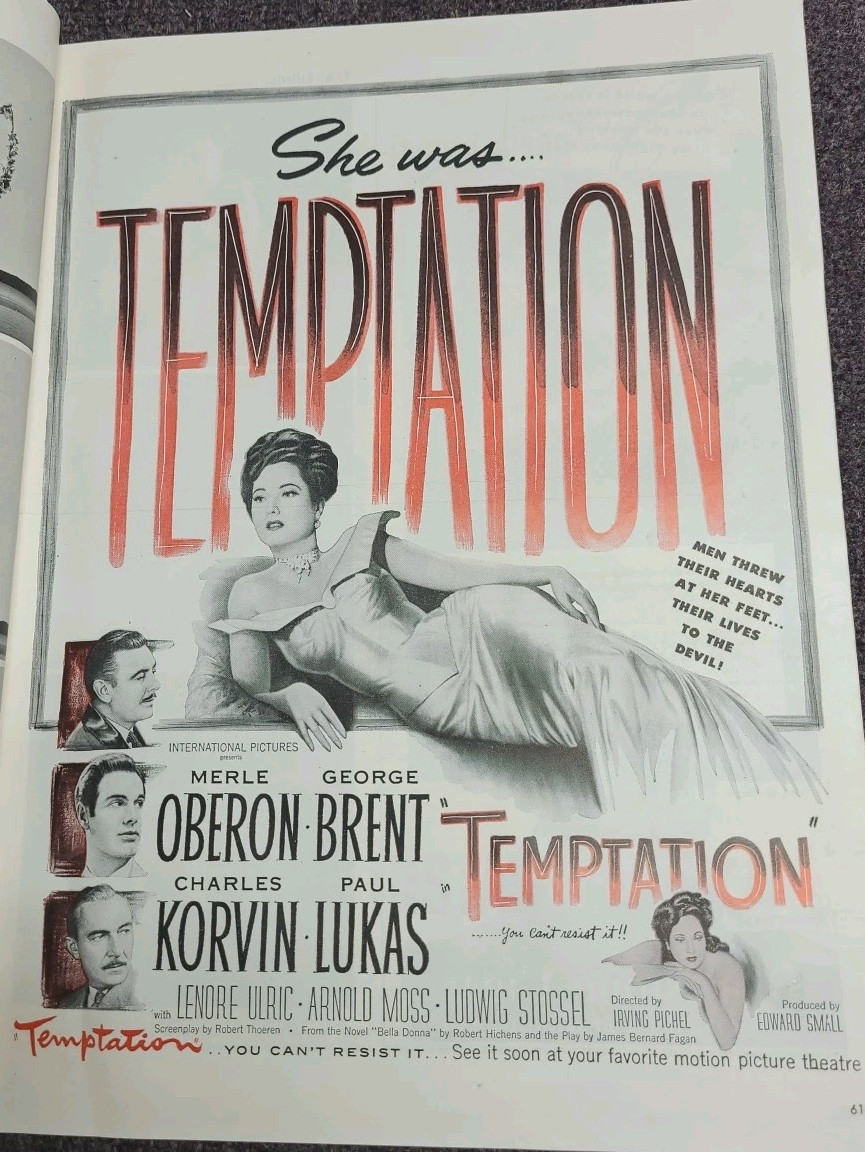 She was....
TEMPTATION
MEN THREW
THEIR HEARTS
AT HER FEET...
THEIR LIVES
TO THE
DEVIL!
INTERNATIONAL PICTURES
presents
MERLE GEORGE
OBERON · BRENT
CHARLES PAUL
KORVIN · LUKAS
in "TEMPTATION"
.......You can't resist it!!
with LENORE ULRIC · ARNOLD MOSS · LUDWIG STOSSEL
Directed by
IRVING PICHEL
Produced by
EDWARD SMALL
Screenplay by Robert Thoeren • From the Novel "Bella Donna" by Robert Hichens and the Play by James Bernard Fagan
"Temptation"...YOU CAN'T RESIST IT... See it soon at your favorite motion picture theatre
61